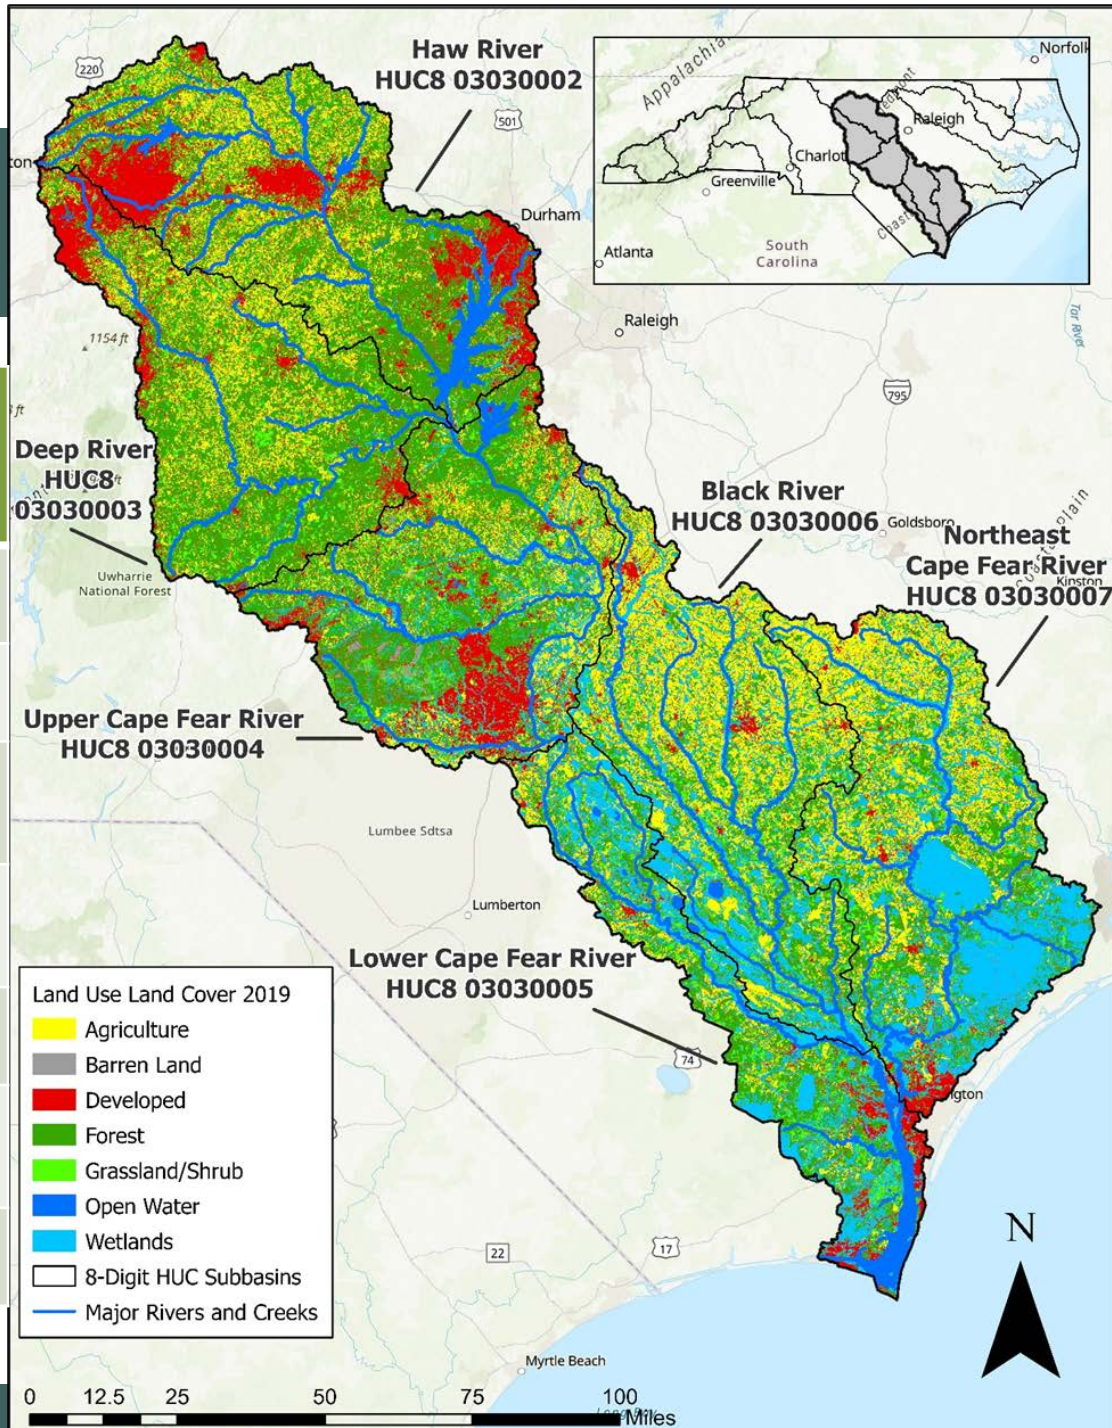 Haw River
HUC8 03030002
220
501
Durham
Raleigh
1154 ft
795
Tar River
Norfolk
Appalachian
Raleigh
Charlot
Greenville
Atlanta
South
Carolina
Deep River
HUC8
03030003
Uwharrie
National Forest
Black River
HUC8 03030006
Goldsboro
Northeast
Cape Fear River
HUC8 03030007
Kinston
Plain
Upper Cape Fear River
HUC8 03030004
Lumbee Sdtsa
Lumberton
Lower Cape Fear River
HUC8 03030005
74
Land Use Land Cover 2019
Agriculture
Barren Land
Developed
Forest
Grassland/Shrub
Open Water
Wetlands
8-Digit HUC Subbasins
Major Rivers and Creeks
ngton
22
17
N
Myrtle Beach
0 12.5 25 50 75 100
Miles